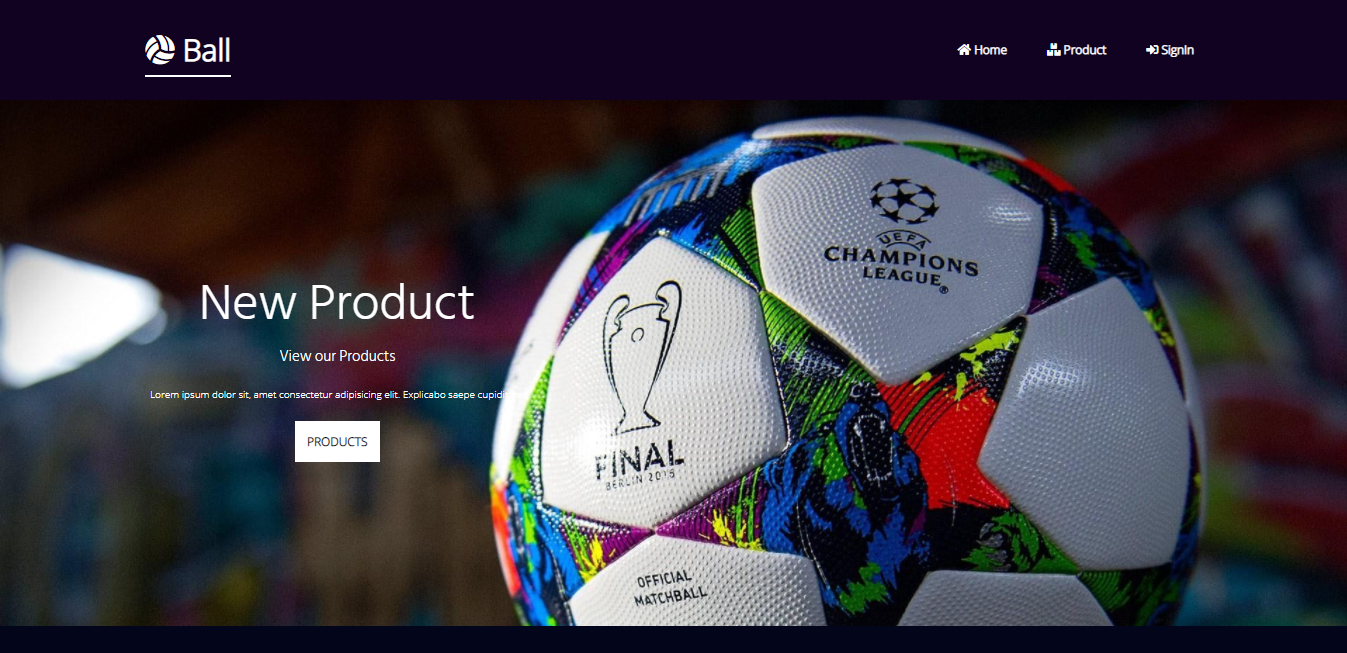 Ball
Home
Product
SignIn
New Product
View our Products
Lorem ipsum dolor sit, amet consectetur adipisicing elit. Explicabo saepe cupidi
PRODUCTS
UEFA
CHAMPIONS
LEAGUE®
FINAL
BERLIN 2015
OFFICIAL
MATCHBALL